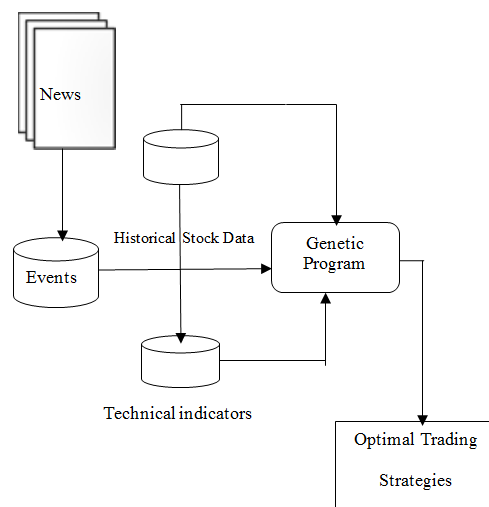 News
Historical Stock Data
Genetic
Program
Events
Technical indicators
Optimal Trading
Strategies